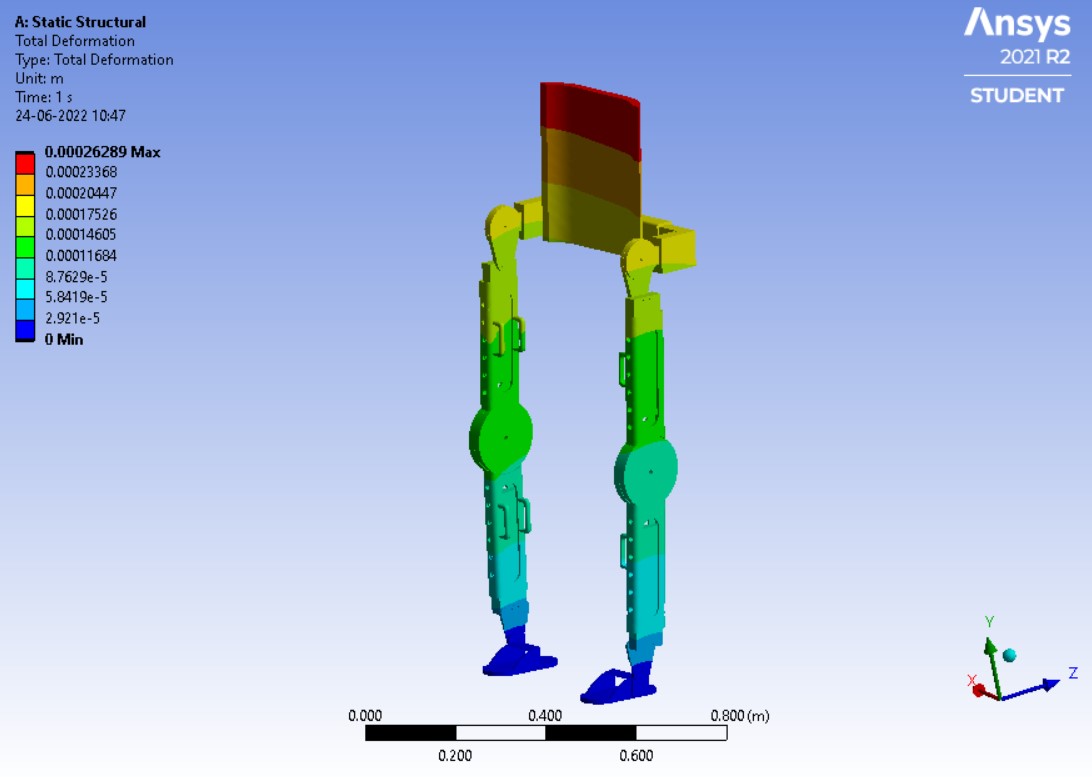 A: Static Structural
Total Deformation
Type: Total Deformation
Unit: m
Time: 1 s
24-06-2022 10:47
0.00026289 Max
0.00023368
0.00020447
0.00017526
0.00014605
0.00011684
8.7629e-5
5.8419e-5
2.921e-5
0 Min
Ansys
2021 R2
STUDENT
Y
X
Z
0.000 0.400 0.800 (m)
0.200 0.600